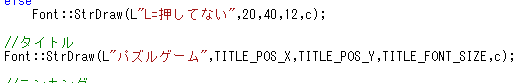 else
Font::StrDraw(L"L=押してない",20,40,12,c);
//タイトル
Font::StrDraw(L"パズルゲーム",TITLE_POS_X,TITLE_POS_Y,TITLE_FONT_SIZE,c);